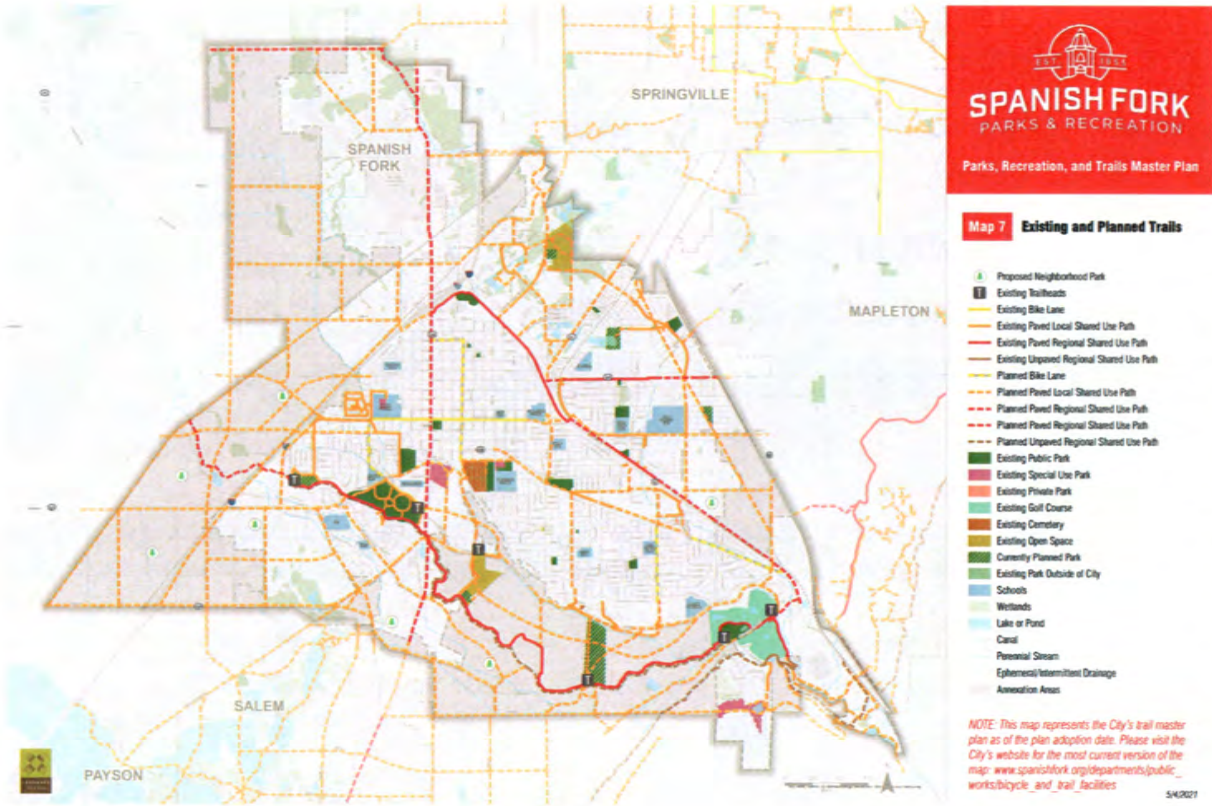 EST 1855
SPANISH FORK
PARKS & RECREATION
Parks, Recreation, and Trails Master Plan
Map 7 Existing and Planned Trails
Proposed Neighborhood Park
T Existing Trailheads
Existing Bike Lane
Existing Paved Local Shared Use Path
Existing Paved Regional Shared Use Path
Existing Unpaved Regional Shared Use Path
Planned Bike Lane
Planned Paved Local Shared Use Path
Planned Paved Regional Shared Use Path
Planned Paved Regional Shared Use Path
Planned Unpaved Regional Shared Use Path
Existing Public Park
Existing Special Use Park
Existing Private Park
Existing Golf Course
Existing Cemetery
Existing Open Space
Currently Planned Park
Existing Park Outside of City
Schools
Wetlands
Lake or Pond
Canal
Perennial Stream
Ephemeral/Intermittent Drainage
Annexation Areas
NOTE: This map represents the City's trail master
plan as of the plan adoption date. Please visit the
City's website for the most current version of the
map: www.spanishfork.org/departments/public_
works/bicycle_and_trail_facilities
5/4/2021
SPRINGVILLE
SPANISH
FORK
MAPLETON
SALEM
PAYSON
T
T
T
T
T
T